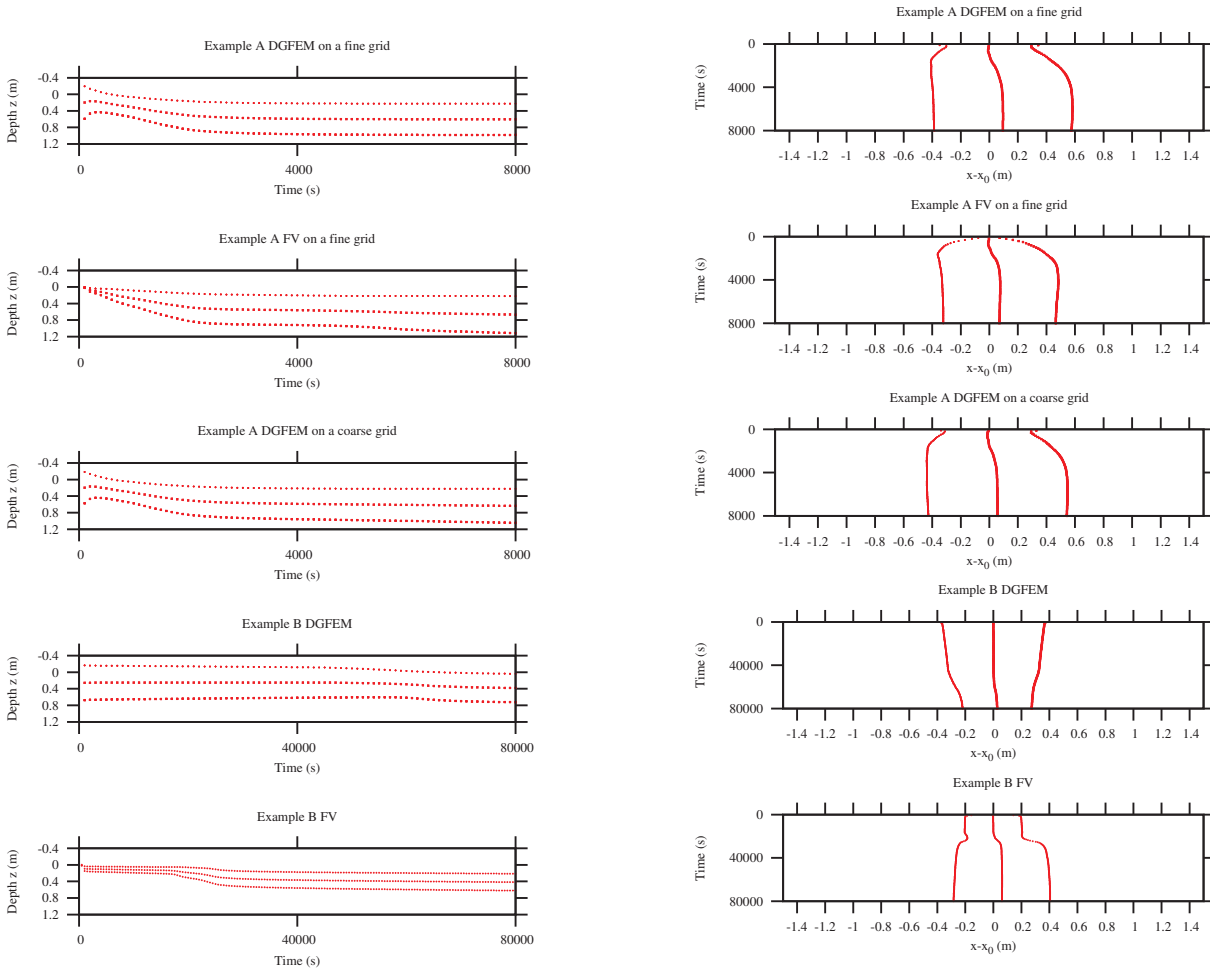 Example A DGFEM on a fine grid
-0.4
0
0.4
0.8
1.2
Depth z (m)
0 4000 8000
Time (s)
Example A FV on a fine grid
-0.4
0
0.4
0.8
1.2
Depth z (m)
0 4000 8000
Time (s)
Example A DGFEM on a coarse grid
-0.4
0
0.4
0.8
1.2
Depth z (m)
0 4000 8000
Time (s)
Example B DGFEM
-0.4
0
0.4
0.8
1.2
Depth z (m)
0 40000 80000
Time (s)
Example B FV
-0.4
0
0.4
0.8
1.2
Depth z (m)
0 40000 80000
Time (s)
Example A DGFEM on a fine grid
0
4000
8000
Time (s)
-1.4 -1.2 -1 -0.8 -0.6 -0.4 -0.2 0 0.2 0.4 0.6 0.8 1 1.2 1.4
x-x0 (m)
Example A FV on a fine grid
0
4000
8000
Time (s)
-1.4 -1.2 -1 -0.8 -0.6 -0.4 -0.2 0 0.2 0.4 0.6 0.8 1 1.2 1.4
x-x0 (m)
Example A DGFEM on a coarse grid
0
4000
8000
Time (s)
-1.4 -1.2 -1 -0.8 -0.6 -0.4 -0.2 0 0.2 0.4 0.6 0.8 1 1.2 1.4
x-x0 (m)
Example B DGFEM
0
40000
80000
Time (s)
-1.4 -1.2 -1 -0.8 -0.6 -0.4 -0.2 0 0.2 0.4 0.6 0.8 1 1.2 1.4
x-x0 (m)
Example B FV
0
40000
80000
Time (s)
-1.4 -1.2 -1 -0.8 -0.6 -0.4 -0.2 0 0.2 0.4 0.6 0.8 1 1.2 1.4
x-x0 (m)